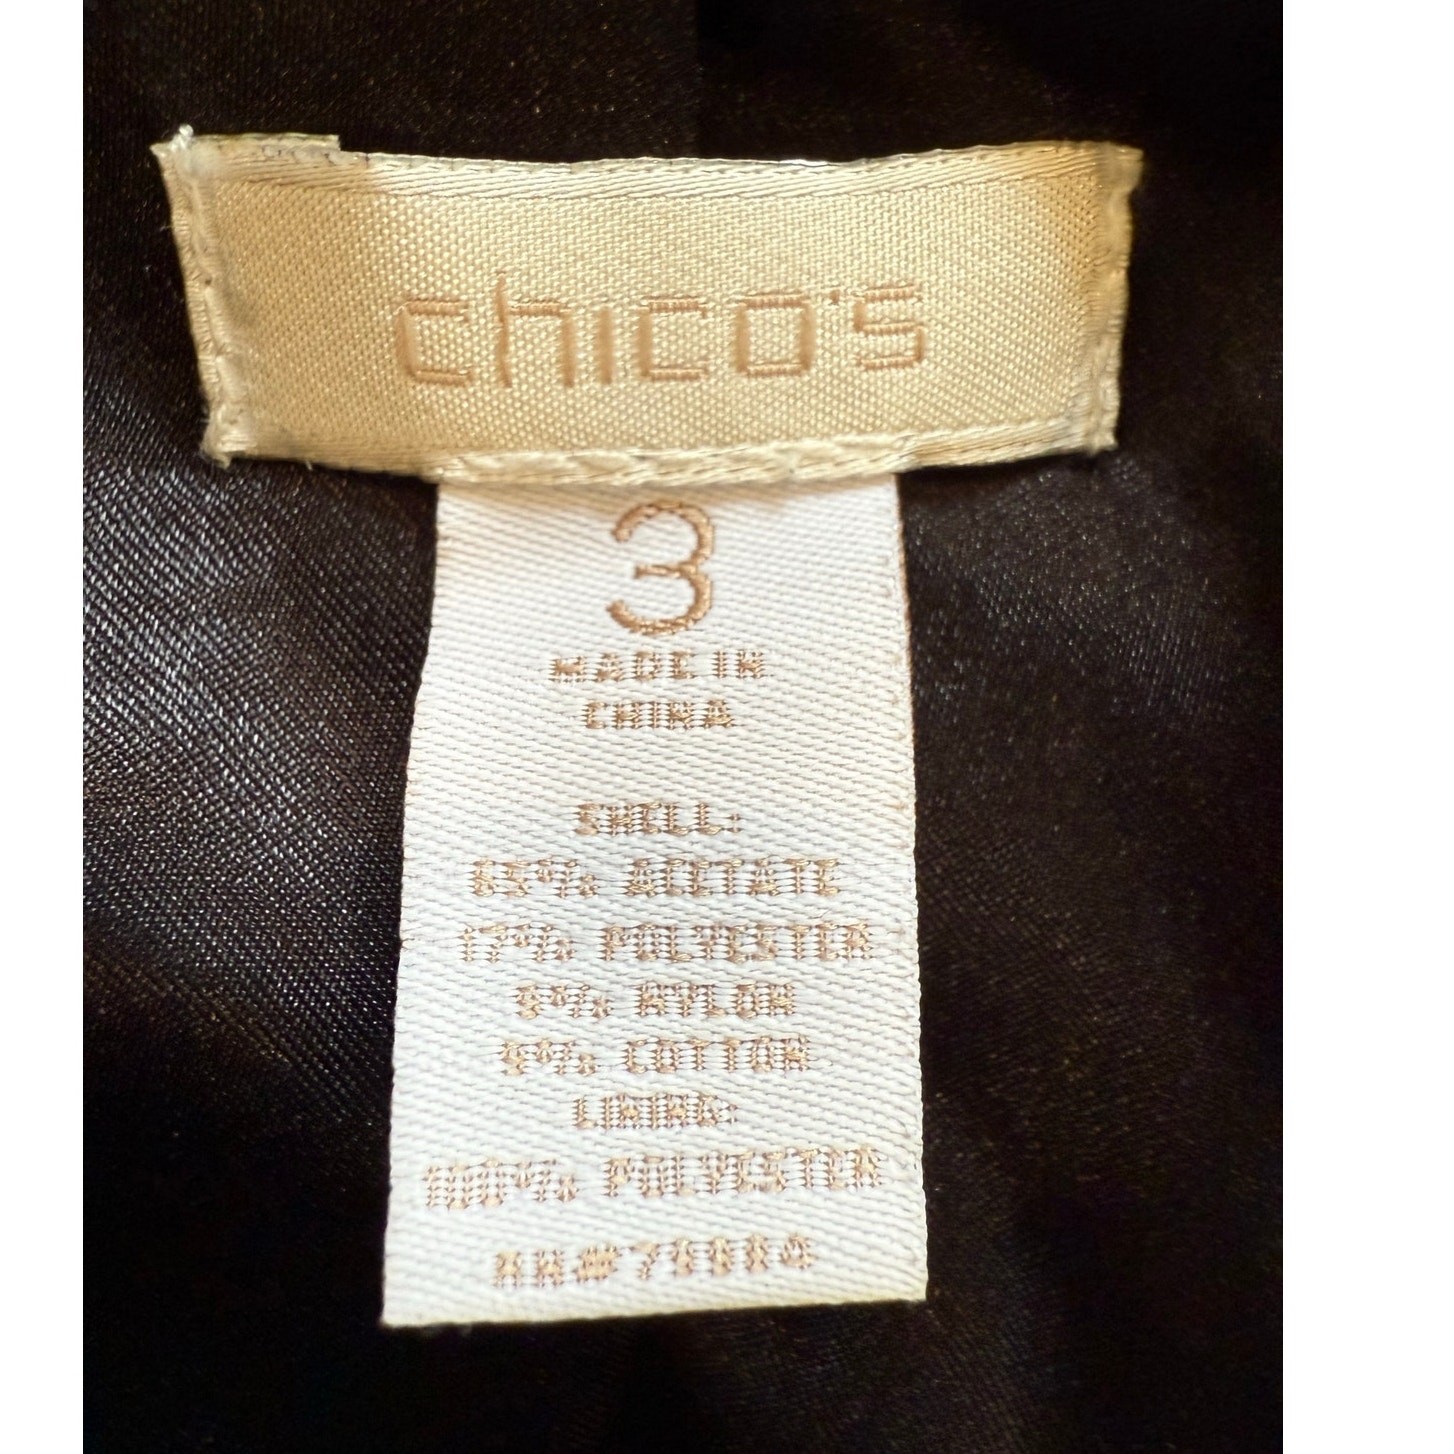 chico's
3
MADE IN
CHINA
SHELL:
65% ACETATE
17% POLYESTER
9% NYLON
9% COTTON
LINING:
100% POLYESTER